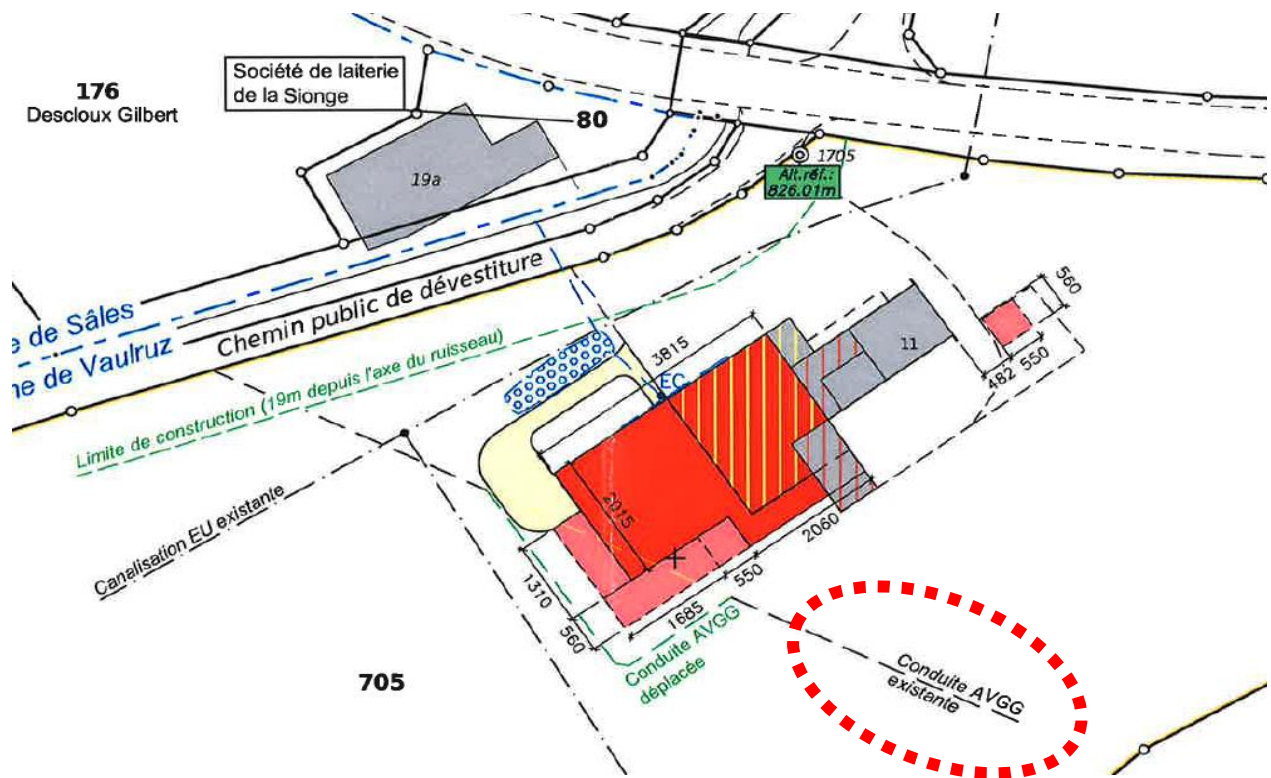 176
Descloux Gilbert
Société de laiterie
de la Sionge
80
19a
1705
Alt.réf.:
826.01m
e de Sâles
ne de Vaulruz
Chemin public de dévestiture
Limite de construction (19m depuis l'axe du ruisseau)
Canalisation EU existante
EC
3815
11
560
482
550
2015
2060
550
1310
560
1685
Conduite AVGG
déplacée
705
Conduite AVGG
existante